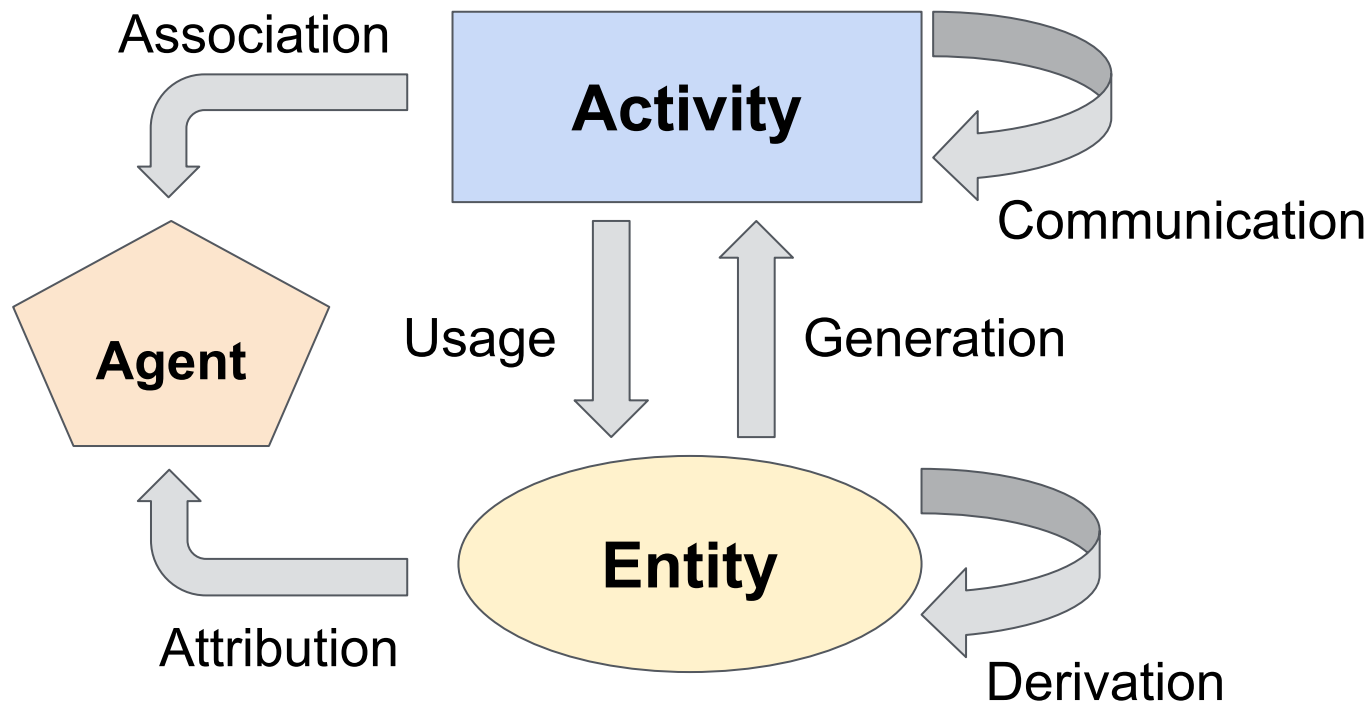 Association
Activity
Communication
Agent
Usage
Generation
Entity
Attribution
Derivation